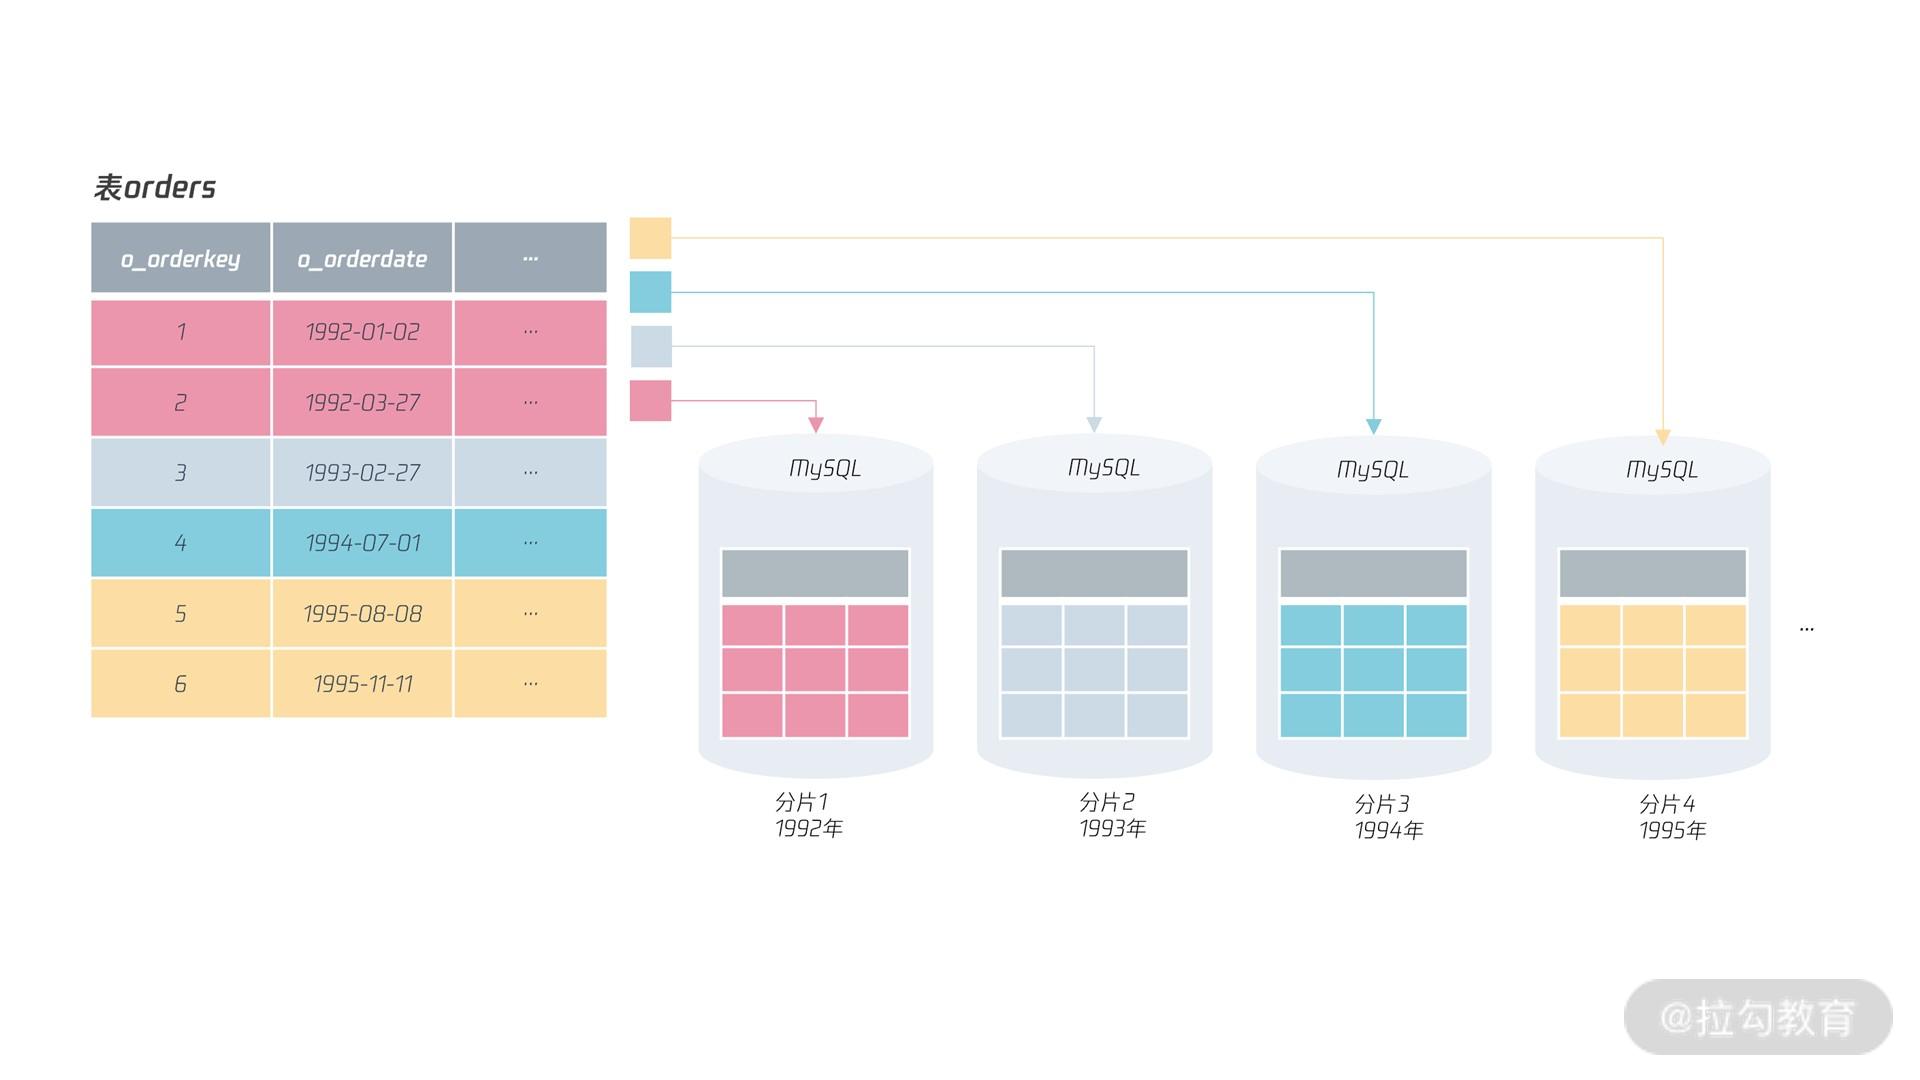 表orders
o_orderkey o_orderdate ...
1 1992-01-02 ...
2 1992-03-27 ...
3 1993-02-27 ...
4 1994-07-01 ...
5 1995-08-08 ...
6 1995-11-11 ...
MySQL MySQL MySQL MySQL
...
分片1 分片2 分片3 分片4
1992年 1993年 1994年 1995年
@拉勾教育